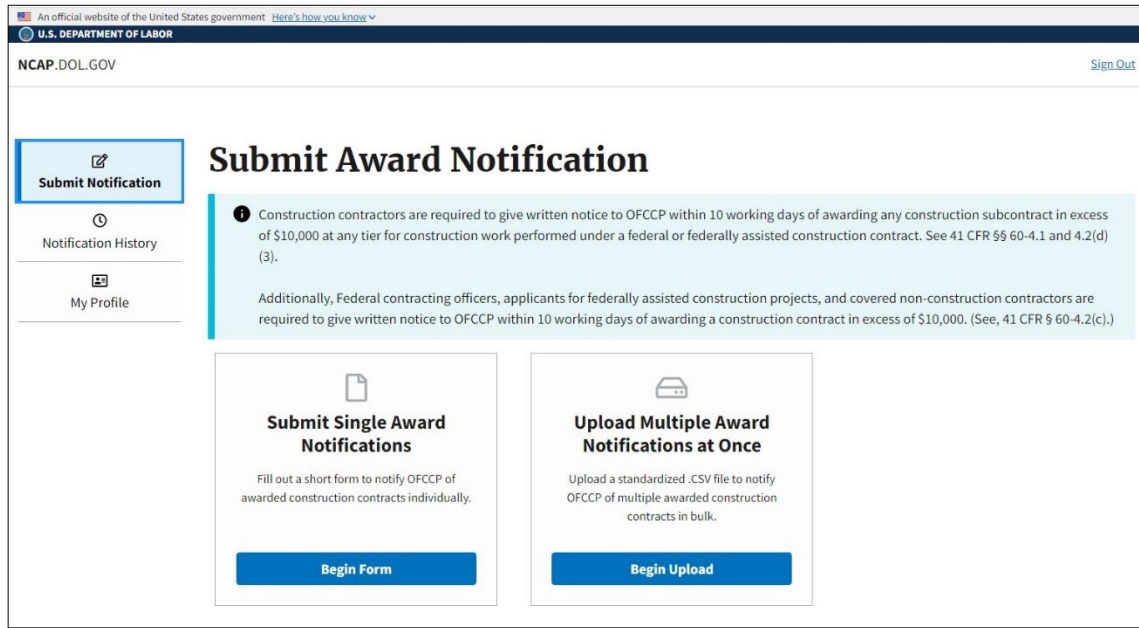 An official website of the United States government Here's how you know
U.S. DEPARTMENT OF LABOR
NCAP.DOL.GOV
Sign Out
Submit Notification
Notification History
My Profile
Submit Award Notification
Construction contractors are required to give written notice to OFCCP within 10 working days of awarding any construction subcontract in excess
of $10,000 at any tier for construction work performed under a federal or federally assisted construction contract. See 41 CFR §§ 60-4.1 and 4.2(d)
(3).
Additionally, Federal contracting officers, applicants for federally assisted construction projects, and covered non-construction contractors are
required to give written notice to OFCCP within 10 working days of awarding a construction contract in excess of $10,000. (See, 41 CFR § 60-4.2(c).)
Submit Single Award
Notifications
Fill out a short form to notify OFCCP of
awarded construction contracts individually.
Begin Form
Upload Multiple Award
Notifications at Once
Upload a standardized .CSV file to notify
OFCCP of multiple awarded construction
contracts in bulk.
Begin Upload